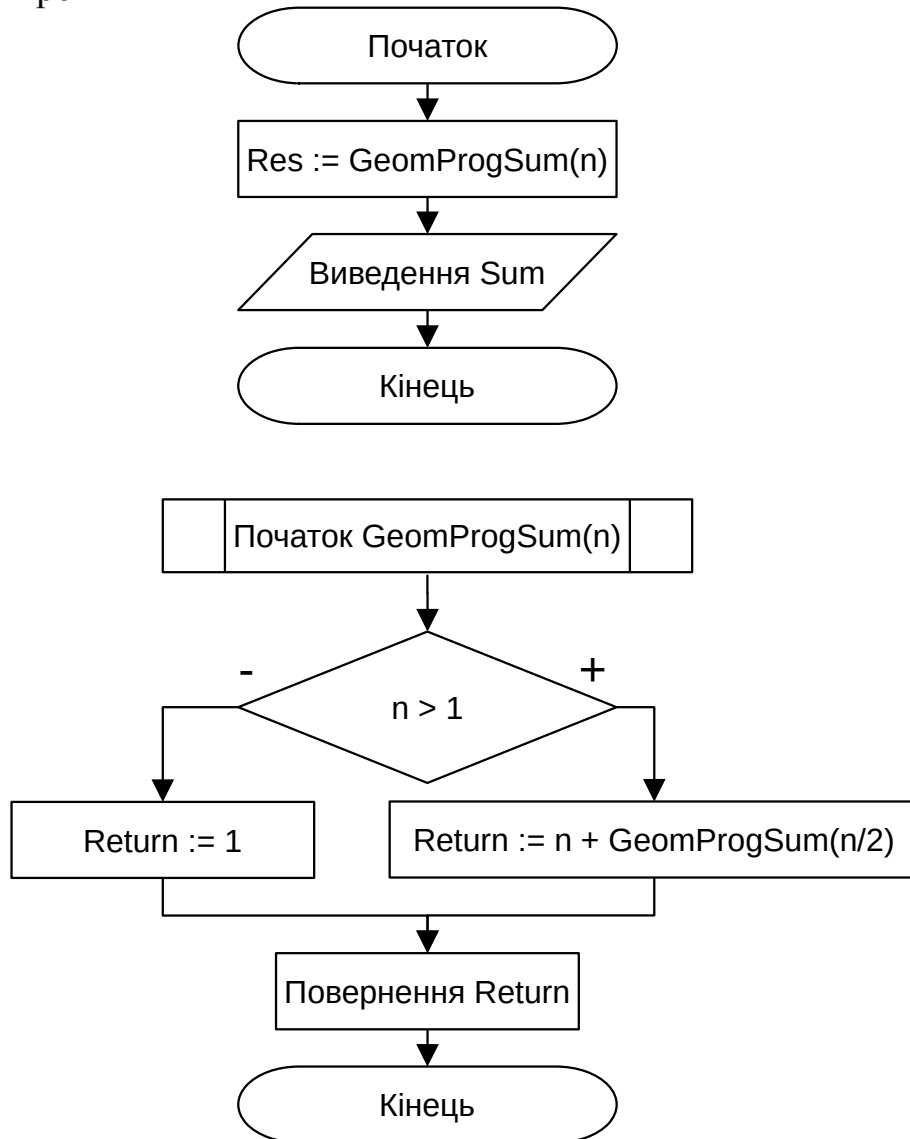 Початок
Res := GeomProgSum(n)
Виведення Sum
Кінець
Початок GeomProgSum(n)
-
+
n > 1
Return := 1
Return := n + GeomProgSum(n/2)
Повернення Return
Кінець